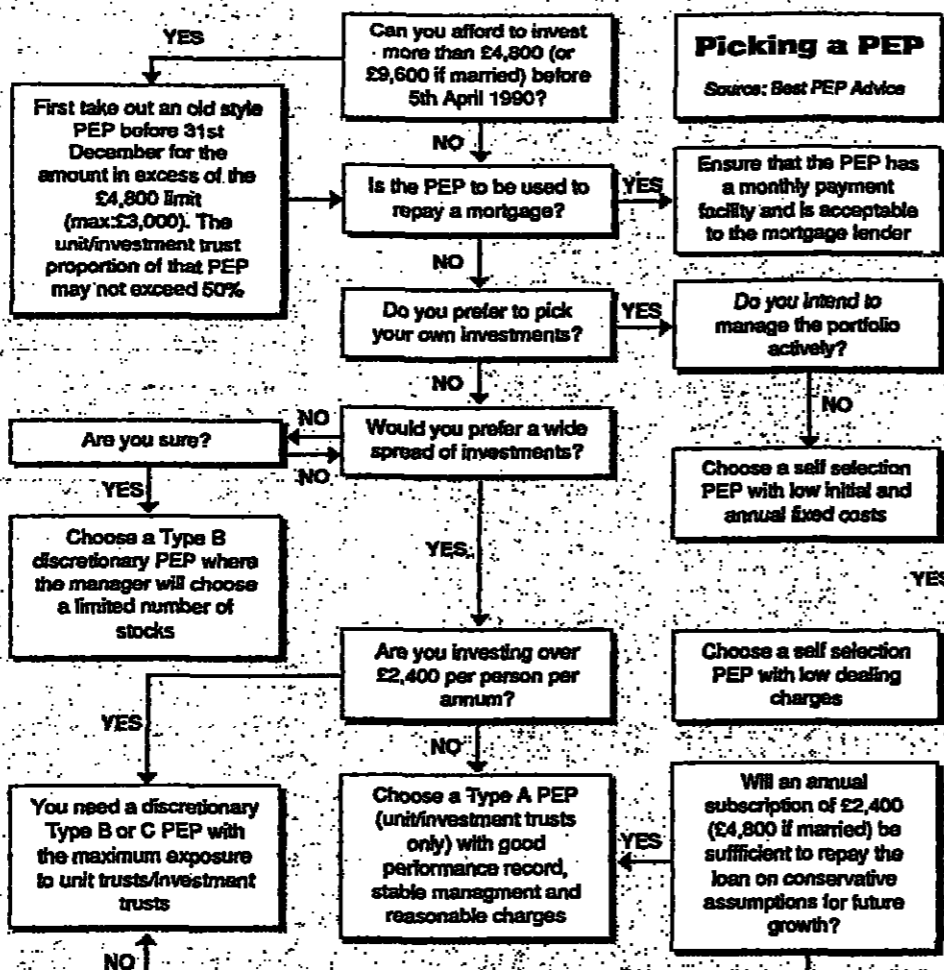 YES
Can you afford to invest
more than £4,800 (or
£9,600 if married) before
5th April 1990?
Picking a PEP
Source: Best PEP Advice
First take out an old style
PEP before 31st
December for the
amount in excess of the
£4,800 limit
(max:£3,000). The
unit/investment trust
proportion of that PEP
may not exceed 50%
NO
Is the PEP to be used to
repay a mortgage?
YES
Ensure that the PEP has
a monthly payment
facility and is acceptable
to the mortgage lender
NO
Do you prefer to pick
your own investments?
YES
Do you intend to
manage the portfolio
actively?
NO
NO
Are you sure?
NO
NO
Would you prefer a wide
spread of investments?
Choose a self selection
PEP with low initial and
annual fixed costs
YES
Choose a Type B
discretionary PEP where
the manager will choose
a limited number of
stocks
YES
YES
Are you investing over
£2,400 per person per
annum?
Choose a self selection
PEP with low dealing
charges
YES
NO
You need a discretionary
Type B or C PEP with
the maximum exposure
to unit trusts/investment
trusts
Choose a Type A PEP
(unit/investment trusts
only) with good
performance record,
stable managment and
reasonable charges
YES
Will an annual
subscription of £2,400
(£4,800 if married) be
sufficient to repay the
loan on conservative
assumptions for future
growth?
NO